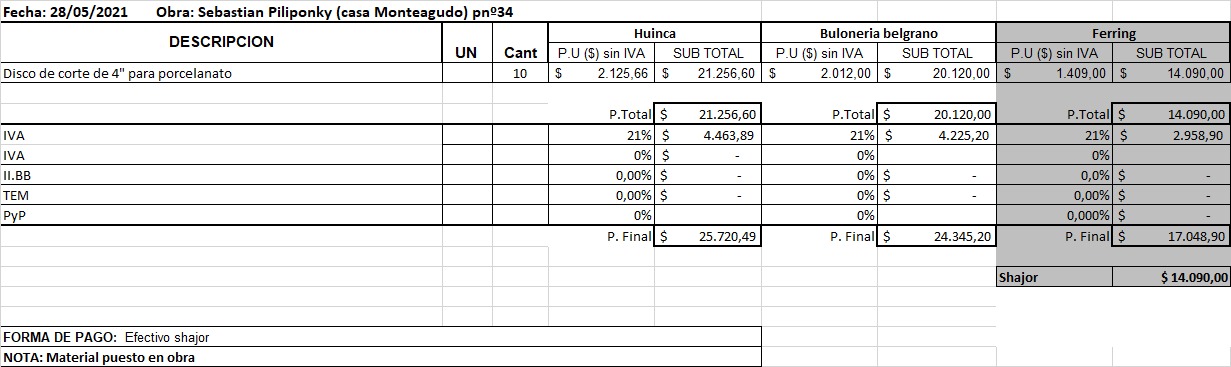 Fecha: 28/05/2021 Obra: Sebastian Piliponky (casa Monteagudo) pnº34
DESCRIPCION UN Cant Huinca Buloneria belgrano Ferring
P.U ($) sin IVA SUB TOTAL P.U ($) sin IVA SUB TOTAL P.U ($) sin IVA SUB TOTAL
Disco de corte de 4" para porcelanato 10 $ 2.125,66 $ 21.256,60 $ 2.012,00 $ 20.120,00 $ 1.409,00 $ 14.090,00
P.Total $ 21.256,60 P.Total $ 20.120,00 P.Total $ 14.090,00
IVA 21% $ 4.463,89 21% $ 4.225,20 21% $ 2.958,90
IVA 0% $ - 0% 0%
II.BB 0,00% $ - 0% $ - 0,0% $ -
TEM 0,00% $ - 0% $ - 0,00% $ -
PyP 0% 0% 0,000% $ -
P. Final $ 25.720,49 P. Final $ 24.345,20 P. Final $ 17.048,90
Shajor $ 14.090,00
FORMA DE PAGO: Efectivo shajor
NOTA: Material puesto en obra